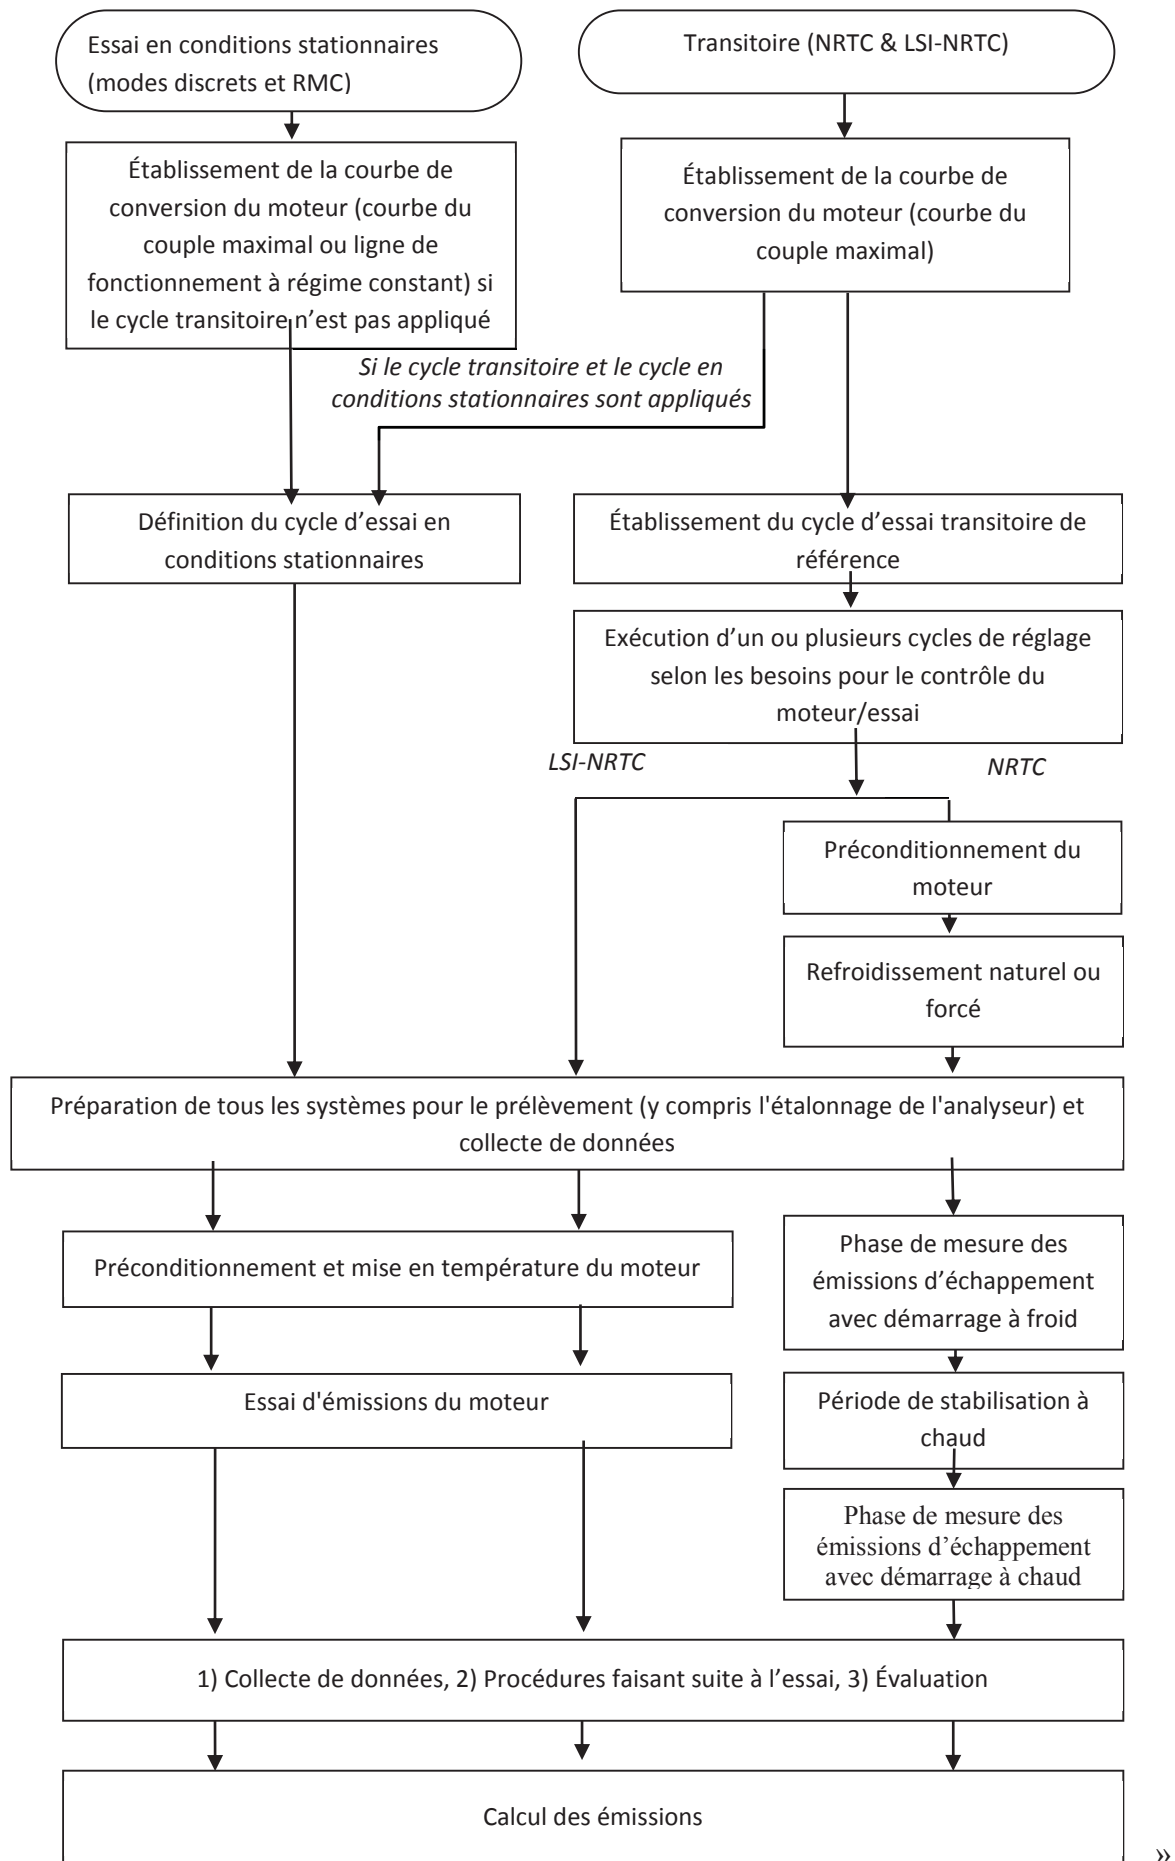 Essai en conditions stationnaires
(modes discrets et RMC)
Transitoire (NRTC & LSI-NRTC)
Établissement de la courbe de
conversion du moteur (courbe du
couple maximal ou ligne de
fonctionnement à régime constant) si
le cycle transitoire n’est pas appliqué
Établissement de la courbe de
conversion du moteur (courbe du
couple maximal)
Si le cycle transitoire et le cycle en
conditions stationnaires sont appliqués
Définition du cycle d’essai en
conditions stationnaires
Établissement du cycle d’essai transitoire de
référence
Exécution d’un ou plusieurs cycles de réglage
selon les besoins pour le contrôle du
moteur/essai
LSI-NRTC
NRTC
Préconditionnement du
moteur
Refroidissement naturel ou
forcé
Préparation de tous les systèmes pour le prélèvement (y compris l'étalonnage de l'analyseur) et
collecte de données
Préconditionnement et mise en température du moteur
Phase de mesure des
émissions d’échappement
avec démarrage à froid
Essai d'émissions du moteur
Période de stabilisation à
chaud
Phase de mesure des
émissions d’échappement
avec démarrage à chaud
1) Collecte de données, 2) Procédures faisant suite à l’essai, 3) Évaluation
Calcul des émissions
»